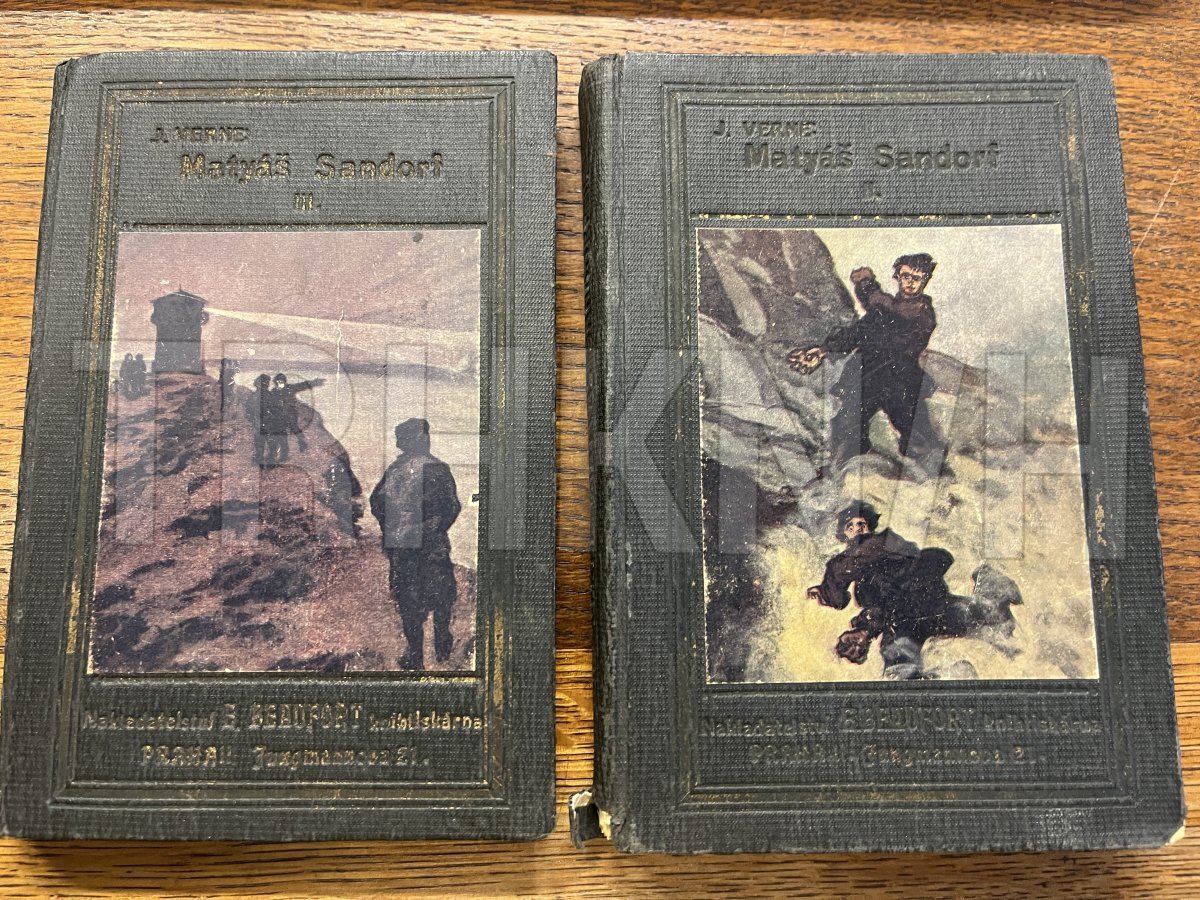 J. VERNE:
Matyáš Sandorf
III.
Nakladatelství E. BEAUFORT knihtiskárna
PRAHA II. Jungmannova 21.
J. VERNE:
Matyáš Sandorf
Nakladatelství E. BEAUFORT knihtiskárna
PRAHA II. Jungmannova 21.
TRHKNIH